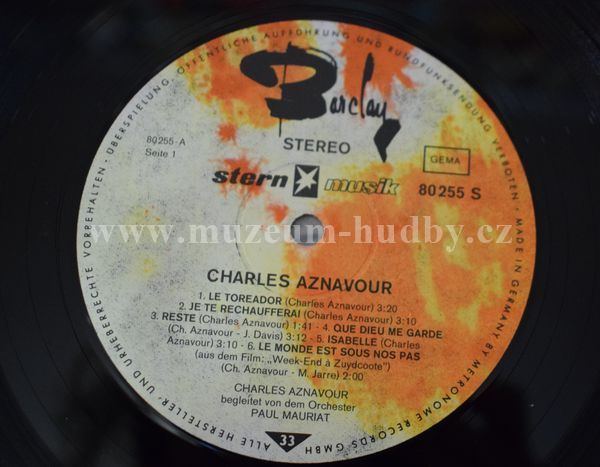 Barclay
STEREO
80255-A
Seite 1
GEMA
stern musik
80 255 S
www.muzeum-hudby.cz
CHARLES AZNAVOUR
1. LE TOREADOR (Charles Aznavour) 3:20
2. JE TE RECHAUFFERAI (Charles Aznavour) 3:10
3. RESTE (Charles Aznavour) 1:41 - 4. QUE DIEU ME GARDE
(Ch. Aznavour - J. Davis) 3:12 - 5. ISABELLE (Charles
Aznavour) 3:10 - 6. LE MONDE EST SOUS NOS PAS
(aus dem Film: „Week-End à Zuydcoote")
(Ch. Aznavour - M. Jarre) 2:00
CHARLES AZNAVOUR
begleitet von dem Orchester
PAUL MAURIAT
33
ALLE HERSTELLER- UND URHEBERRECHTE VORBEHALTEN · ÜBERSPIELUNG, ÖFFENTLICHE AUFFÜHRUNG UND RUNDFUNKSENDUNG VERBOTEN · MADE IN GERMANY BY METRONOME RECORDS GMBH